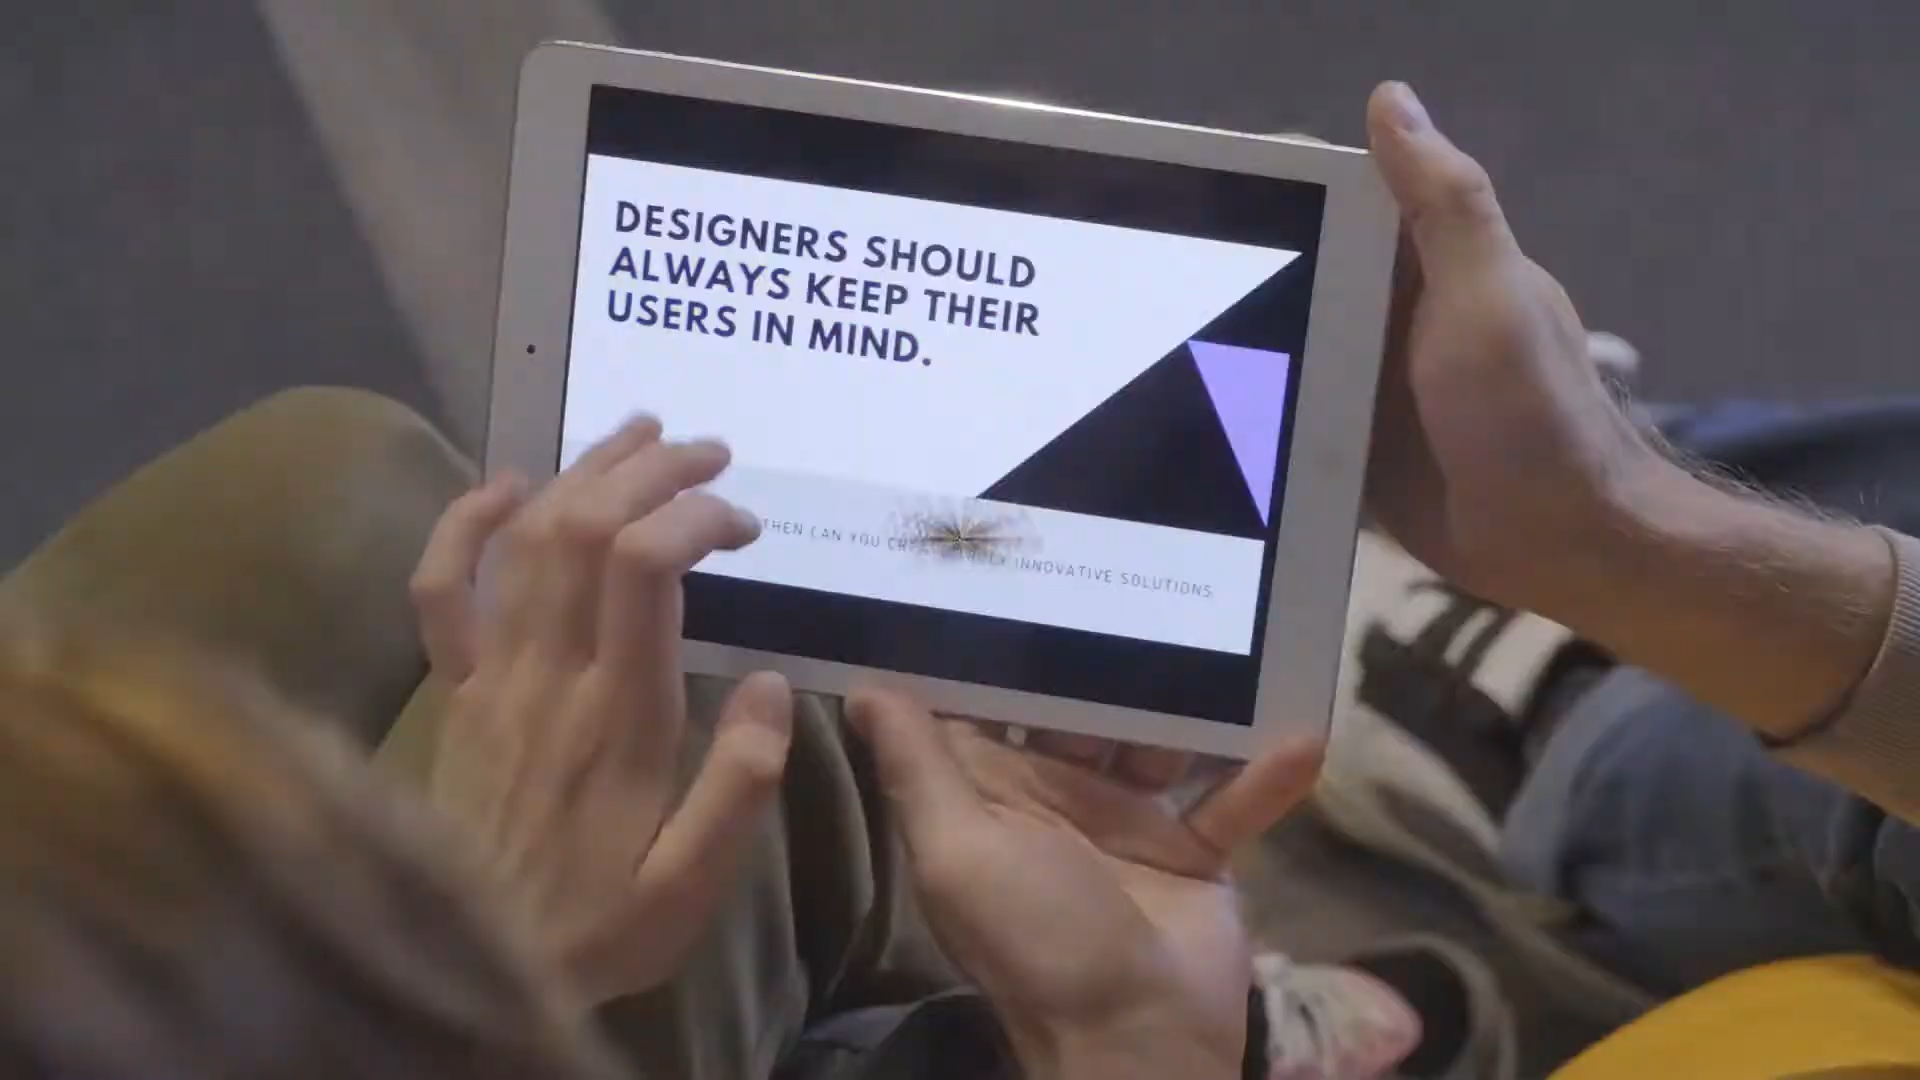 DESIGNERS SHOULD
ALWAYS KEEP THEIR
USERS IN MIND.
THEN CAN YOU INNOVATIVE SOLUTIONS